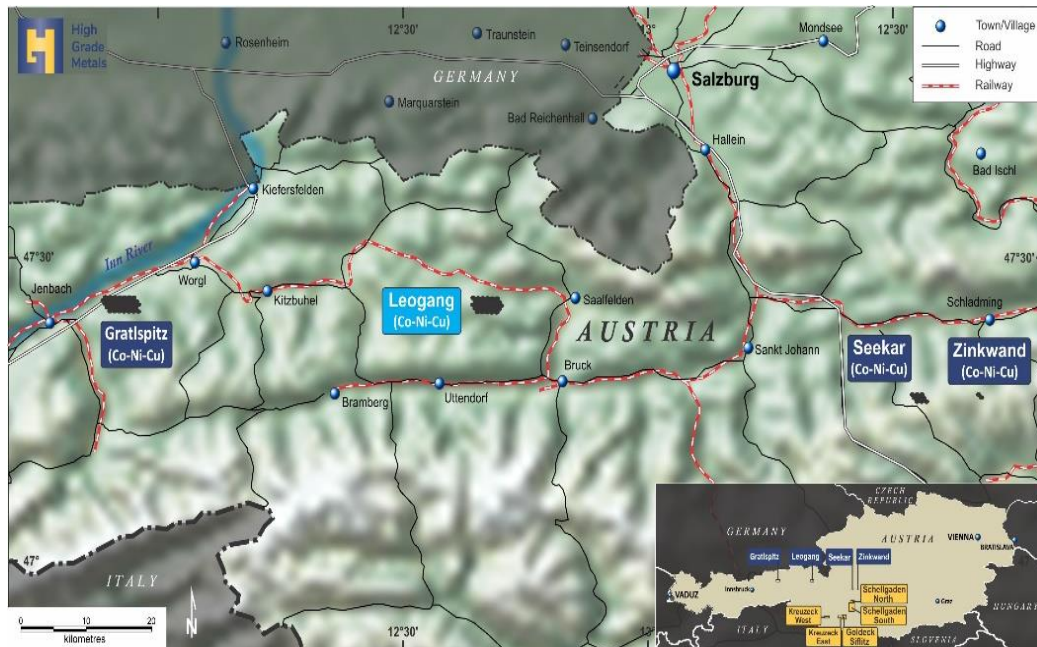 High
Grade
Metals
12°30'
Traunstein
12°
Mondsee
Rosenheim
Teinsendorf
GERMANY
Salzburg
Marquarstein
Bad Reichenhall
Hallein
Town/Village
Road
Highway
Railway
Bad Ischl
Kiefersfelden
47°30'
47°30'
Inn River
Worgl
Jenbach
Kitzbuhel
Gratlspitz
(Co-Ni-Cu)
Leogang
(Co-Ni-Cu)
Saalfelden
AUSTRIA
Schladming
Sankt Johann
Seekar
(Co-Ni-Cu)
Zinkwand
(Co-Ni-Cu)
Bruck
Uttendorf
Bramberg
47°
ITALY
0 10 20
kilometres
N
12°30'
12°
CZECH
REPUBLIC
GERMANY
AUSTRIA
VIENNA
BRATISLAVA
Gratlspitz
Leogang
Seekar
Zinkwand
VADUZ
Innsbruck
Schellgaden
North
Graz
Schellgaden
South
HUNGARY
Kreuzeck
West
ITALY
Kreuzeck
East
Goldeck
Siflitz
SLOVENIA